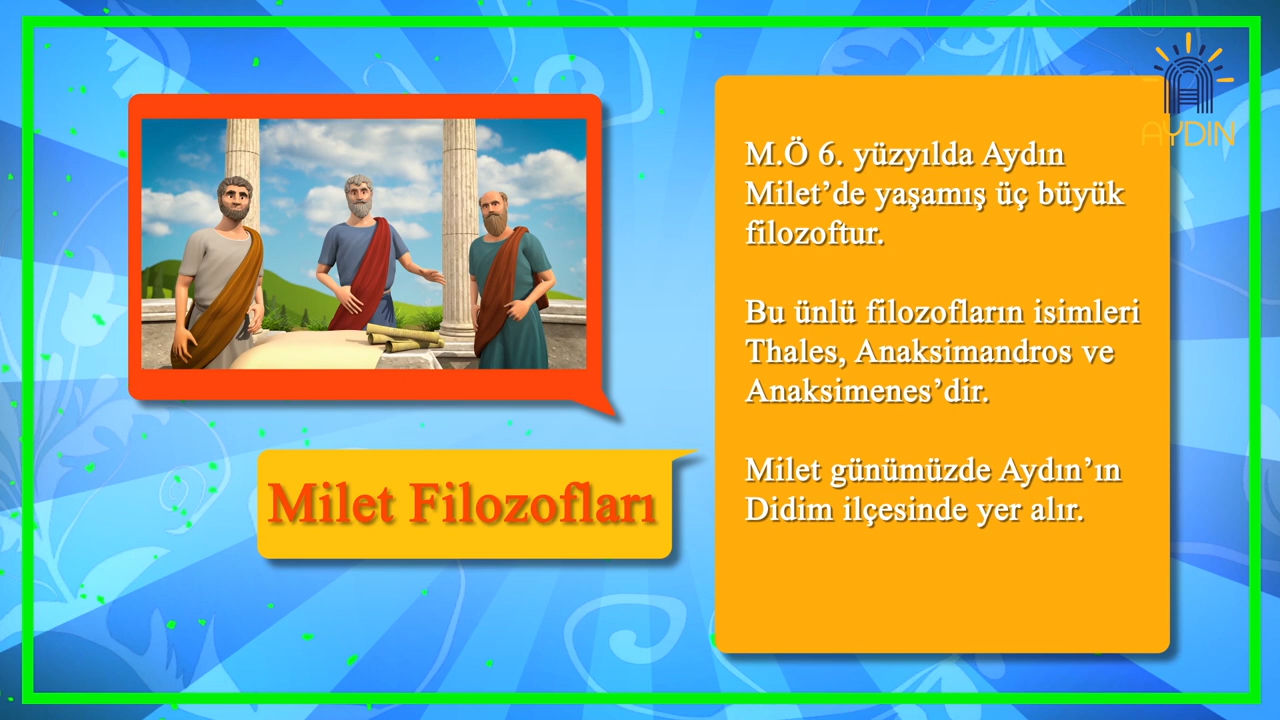 AYDIN
M.Ö 6. yüzyılda Aydın
Milet’de yaşamış üç büyük
filozoftur.
Bu ünlü filozofların isimleri
Thales, Anaksimandros ve
Anaksimenes’dir.
Milet günümüzde Aydın’ın
Didim ilçesinde yer alır.
Milet Filozofları